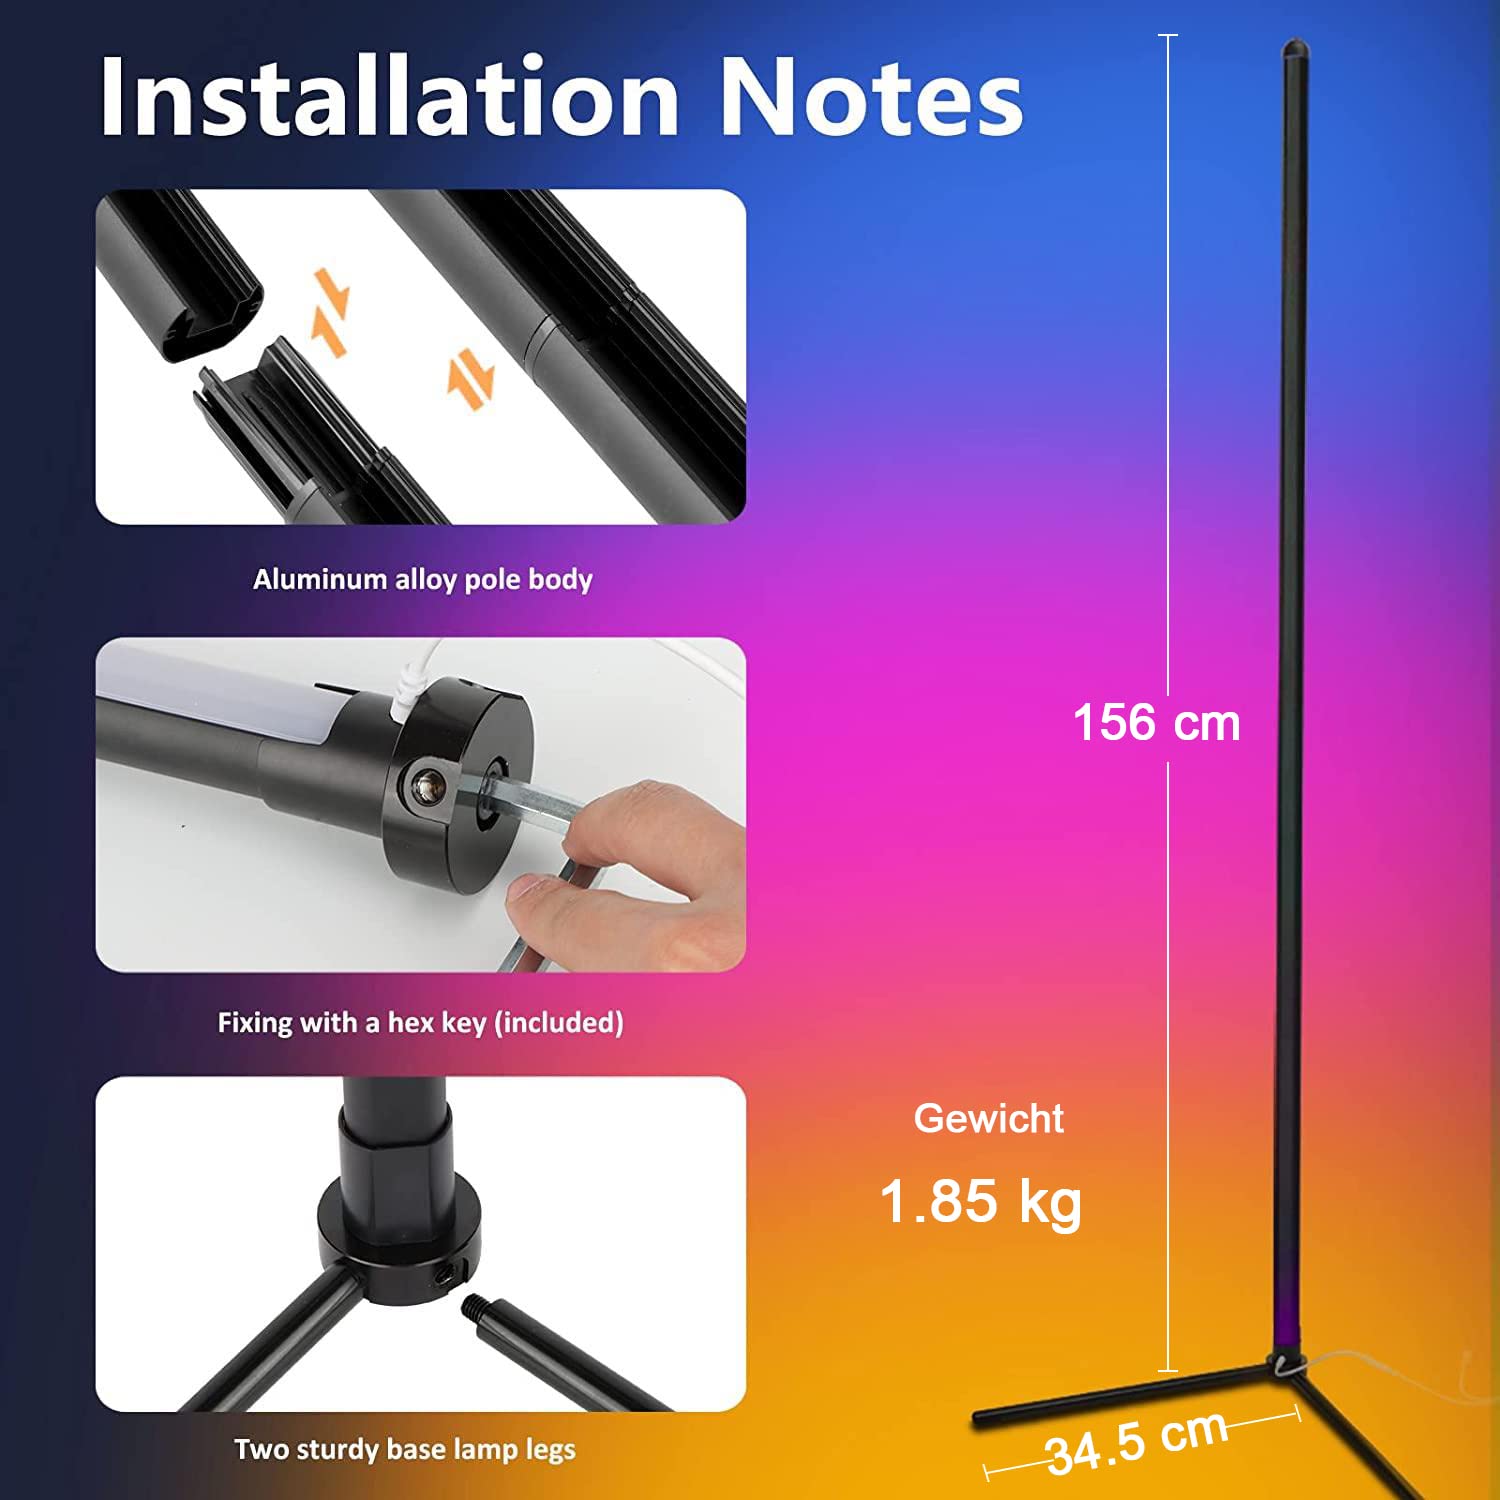 Installation Notes
Aluminum alloy pole body
Fixing with a hex key (included)
Two sturdy base lamp legs
156 cm
Gewicht
1.85 kg
34.5 cm